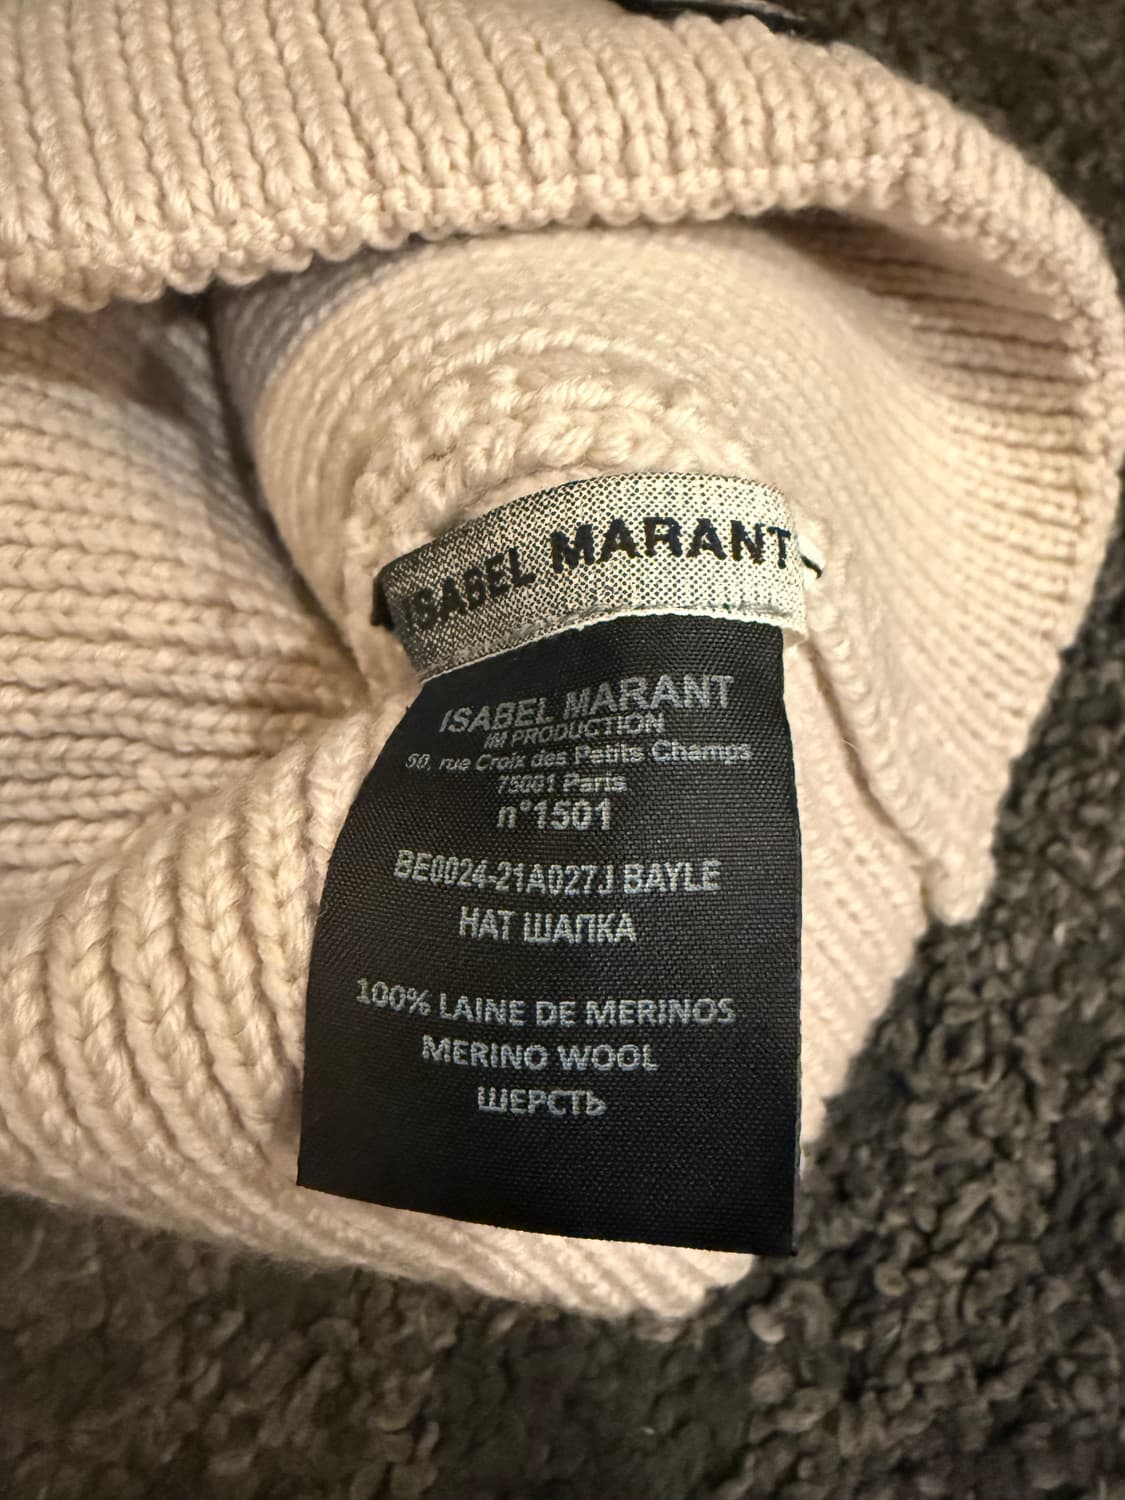 ISABEL MARANT
ISABEL MARANT
IM PRODUCTION
50, rue Croix des Petits Champs
75001 Paris
n°1501
BE0024-21A027J BAYLE
HAT ШАПКА
100% LAINE DE MERINOS
MERINO WOOL
ШЕРСТЬ